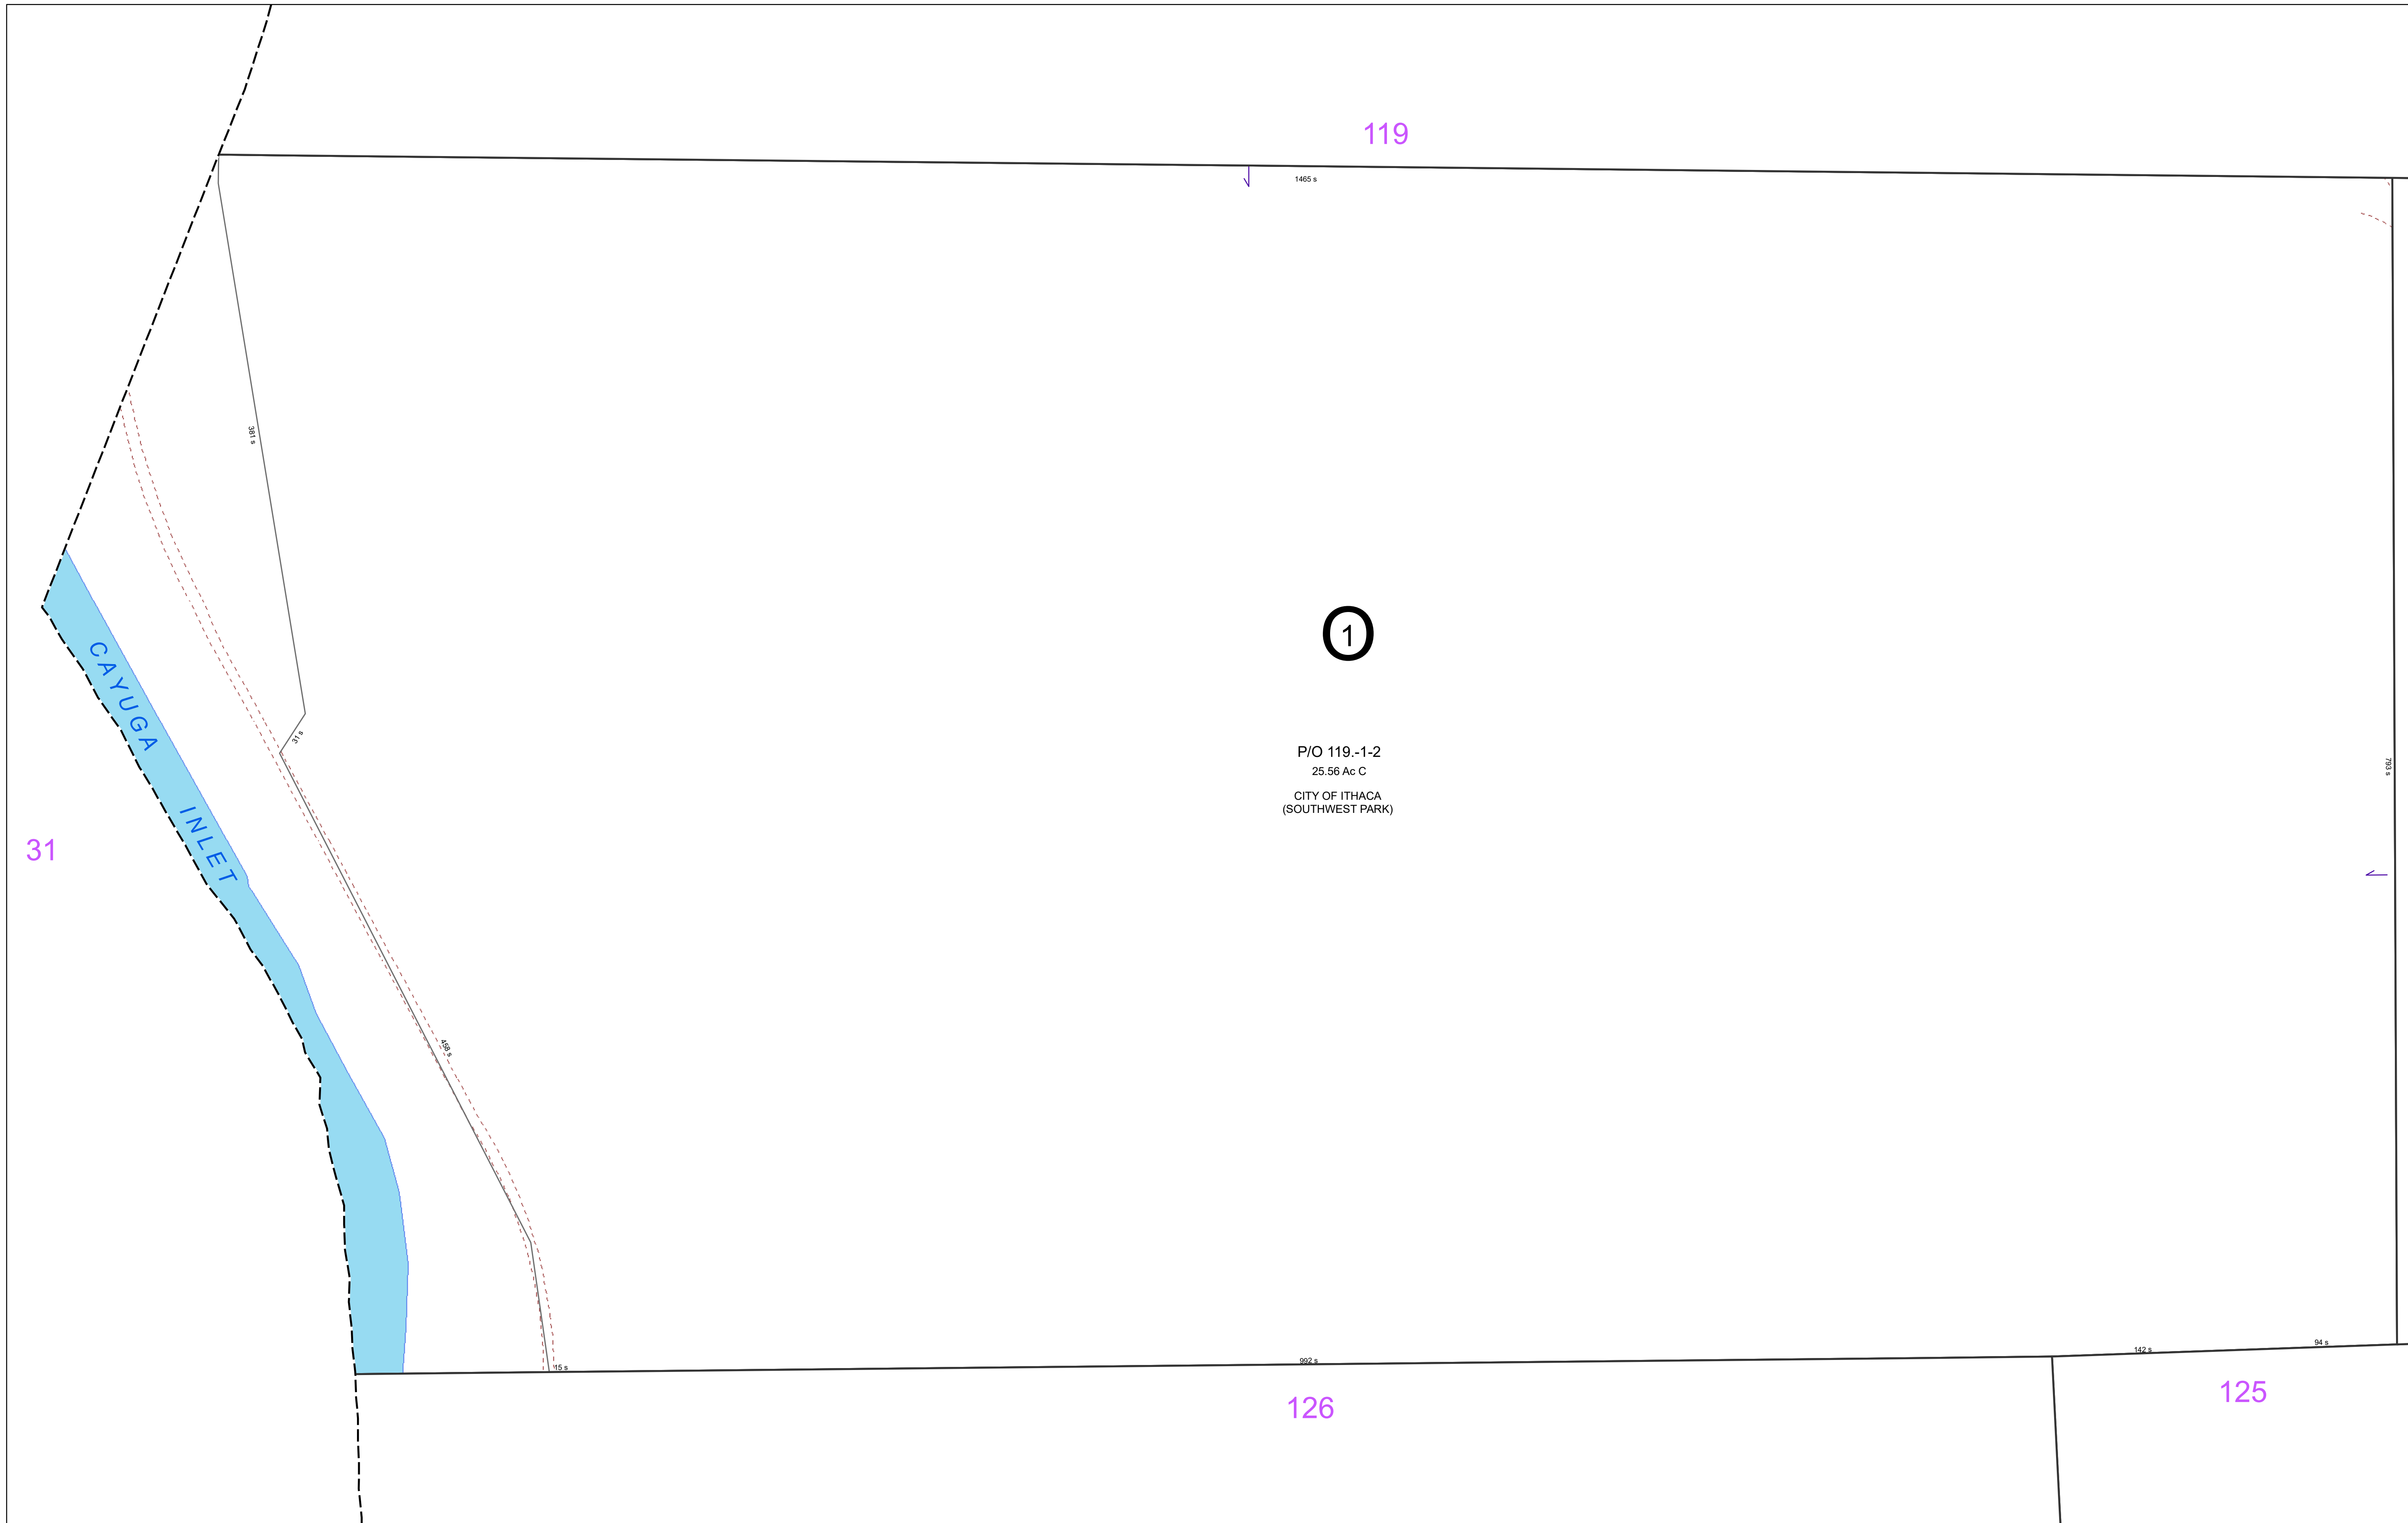 119
1465 s
381 s
1
CAYUGA INLET
31 s
P/O 119.-1-2
25.56 Ac C
CITY OF ITHACA
(SOUTHWEST PARK)
793 s
31
458 s
15 s
992 s
142 s
94 s
126
125